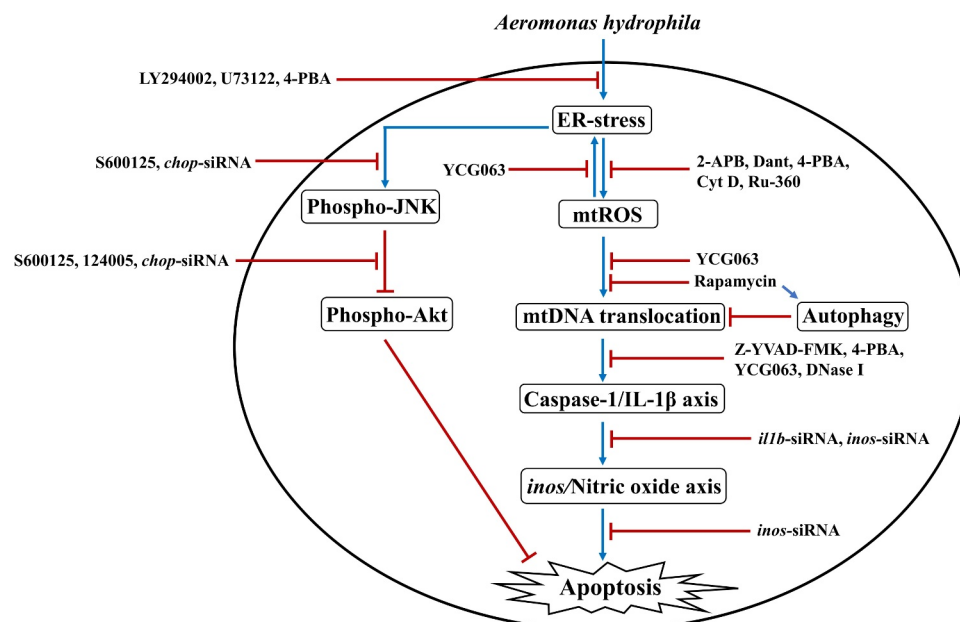 Aeromonas hydrophila
LY294002, U73122, 4-PBA
ER-stress
S600125, chop-siRNA
YCG063
2-APB, Dant, 4-PBA,
Cyt D, Ru-360
Phospho-JNK
mtROS
S600125, 124005, chop-siRNA
YCG063
Rapamycin
Phospho-Akt
mtDNA translocation
Autophagy
Z-YVAD-FMK, 4-PBA,
YCG063, DNase I
Caspase-1/IL-1β axis
il1b-siRNA, inos-siRNA
inos/Nitric oxide axis
inos-siRNA
Apoptosis